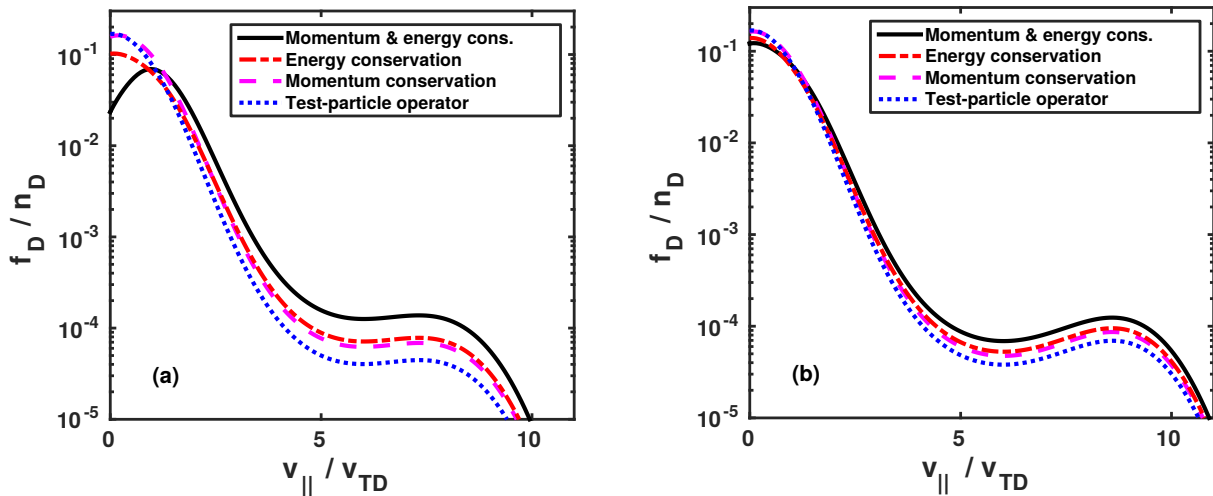 Momentum & energy cons.
Energy conservation
Momentum conservation
Test-particle operator
10^-1
10^-2
10^-3
10^-4
10^-5
f_D / n_D
(a)
0
5
10
v_|| / v_TD
Momentum & energy cons.
Energy conservation
Momentum conservation
Test-particle operator
10^-1
10^-2
10^-3
10^-4
10^-5
f_D / n_D
(b)
0
5
10
v_|| / v_TD